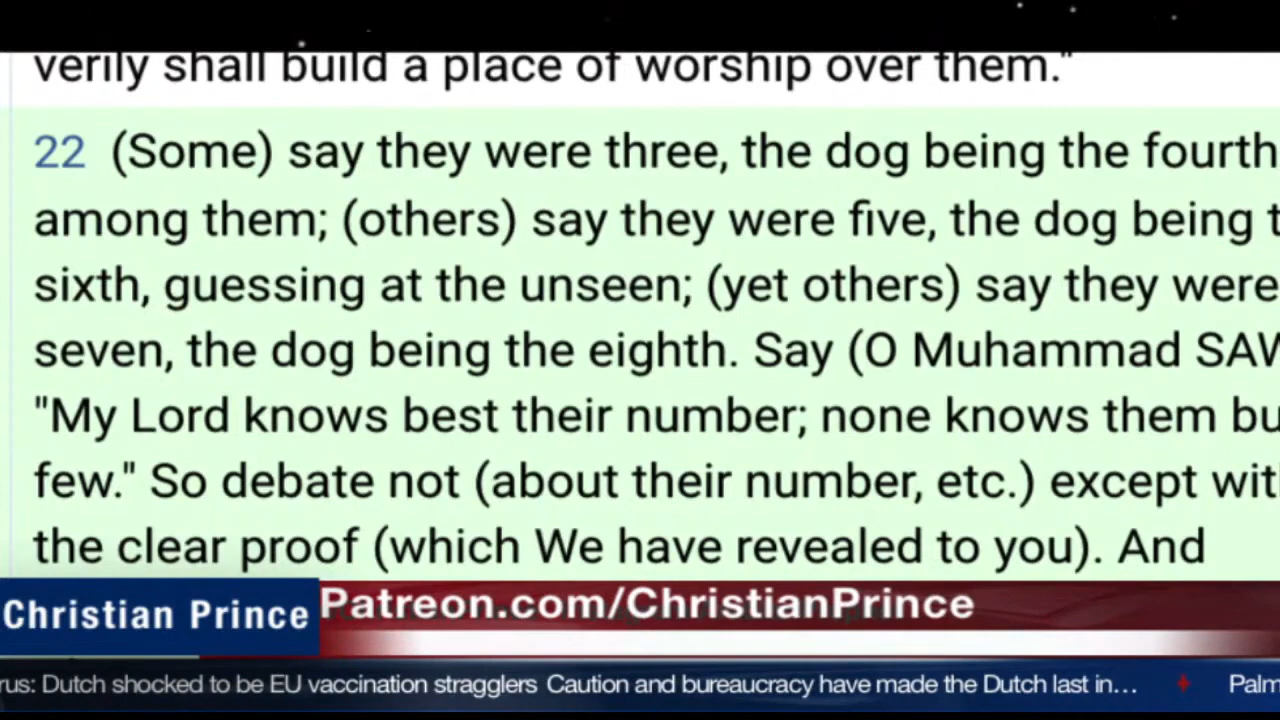 verily shall build a place of worship over them."
22 (Some) say they were three, the dog being the fourth
among them; (others) say they were five, the dog being
sixth, guessing at the unseen; (yet others) say they were
seven, the dog being the eighth. Say (O Muhammad
"My Lord knows best their number; none knows them
few." So debate not (about their number, etc.) except
the clear proof (which We have revealed to you). And
Christian Prince
Patreon.com/ChristianPrince
Dutch shocked to be EU vaccination stragglers Caution and bureaucracy have made the Dutch last in…